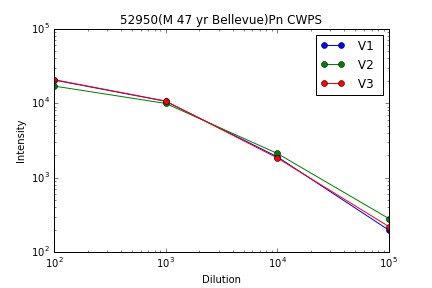 52950(M 47 yr Bellevue)Pn CWPS
10^5
10^4
10^3
10^2
Intensity
V1
V2
V3
10^2 10^3 10^4 10^5
Dilution